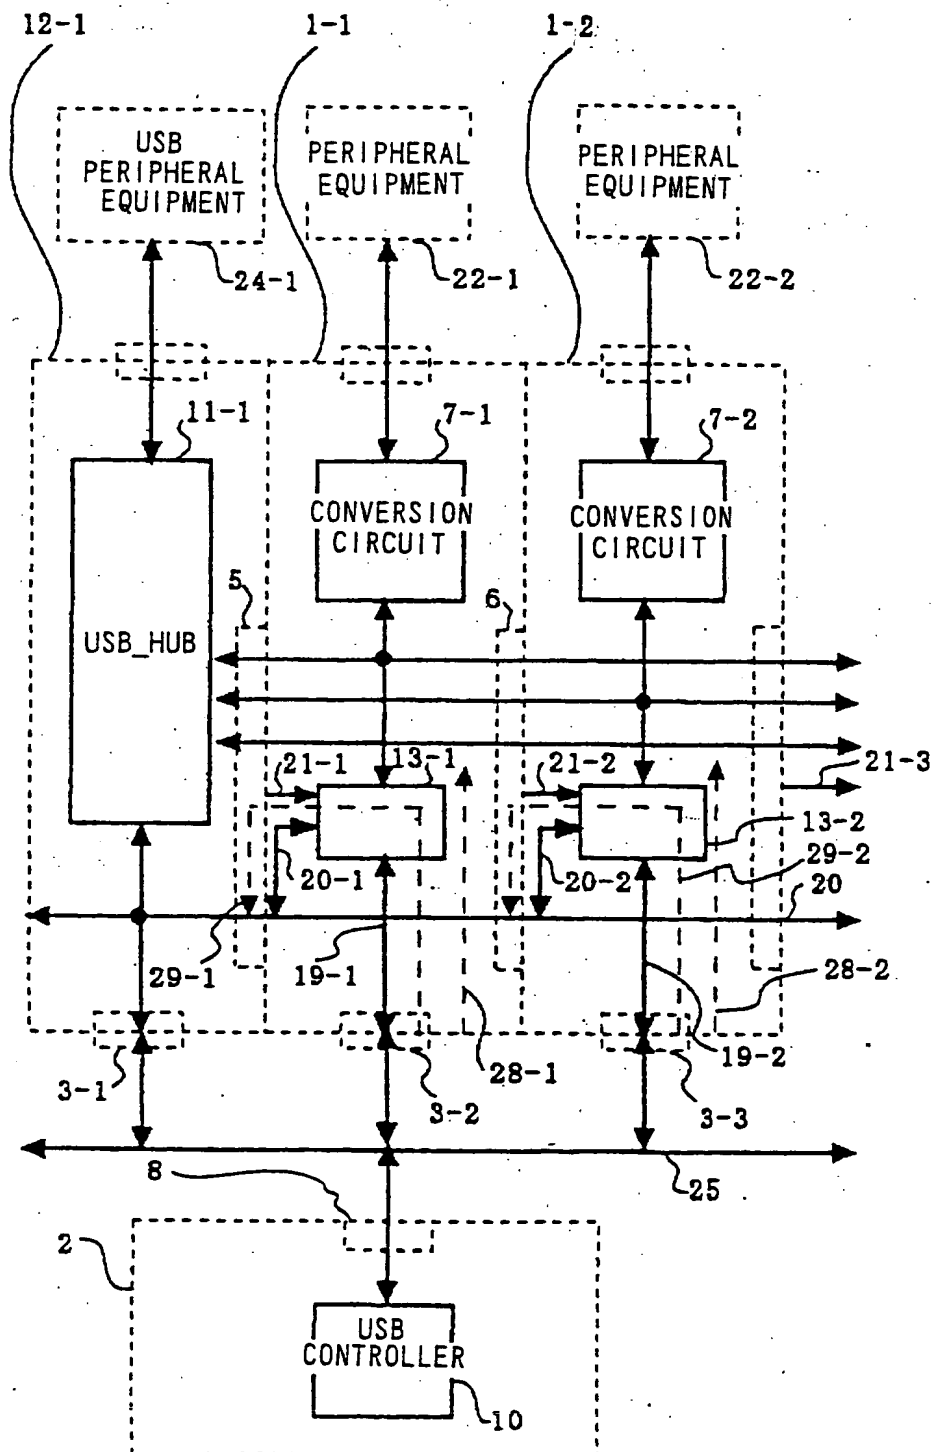 12-1
1-1
1-2
USB
PERIPHERAL
EQUIPMENT
PERIPHERAL
EQUIPMENT
PERIPHERAL
EQUIPMENT
24-1
22-1
22-2
11-1
7-1
7-2
CONVERSION
CIRCUIT
CONVERSION
CIRCUIT
5
6
USB_HUB
21-1
13-1
21-2
21-3
13-2
20-1
20-2
29-2
20
29-1
19-1
28-2
28-1
19-2
3-1
3-2
3-3
8
25
2
USB
CONTROLLER
10